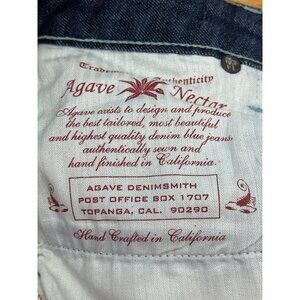 Authenticity
Agave Nectar
Agave exists to design and produce
the best tailored, most beautiful
and highest quality denim blue jeans
authentically sewn and
hand finished in California.
AGAVE DENIMSMITH
POST OFFICE BOX 1707
TOPANGA, CAL. 90290
Hand Crafted in California